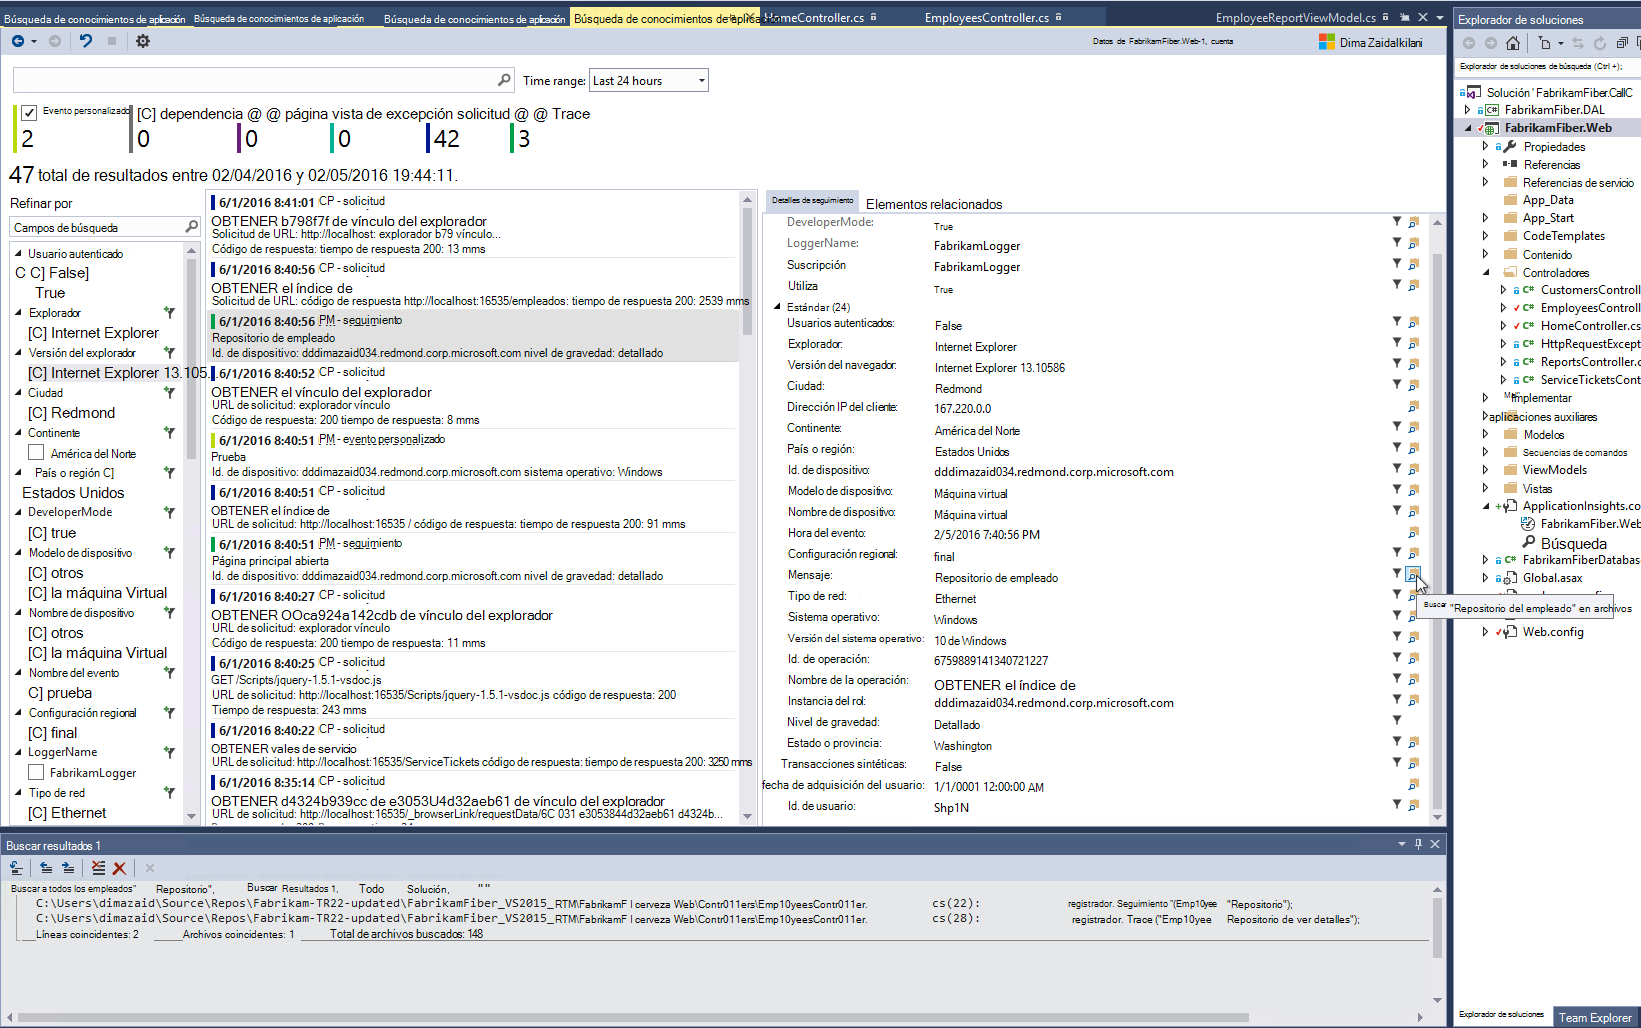 Búsqueda de conocimientos de aplicación
Búsqueda de conocimientos de aplicación
Búsqueda de conocimientos de aplicación
Búsqueda de conocimientos de aplicación
HomeController.cs
EmployeesController.cs
EmployeeReportViewModel.cs
Explorador de soluciones
Datos de FabrikamFiber.Web-1, cuenta
Dima Zaidalkilani
Explorador de soluciones de búsqueda (Ctrl +);
Time range: Last 24 hours
Evento personalizado
[C] dependencia @ @ página vista de excepción solicitud @ @ Trace
2 0 0 0 42 3
47 total de resultados entre 02/04/2016 y 02/05/2016 19:44:11.
Refinar por
Campos de búsqueda
Usuario autenticado
C C] False]
True
Explorador
[C] Internet Explorer
Versión del explorador
[C] Internet Explorer 13.105.
Ciudad
[C] Redmond
Continente
América del Norte
País o región C]
Estados Unidos
DeveloperMode
[C] true
Modelo de dispositivo
[C] otros
[C] la máquina Virtual
Nombre de dispositivo
[C] otros
[C] la máquina Virtual
Nombre del evento
C] prueba
Configuración regional
[C] final
LoggerName
FabrikamLogger
Tipo de red
[C] Ethernet
6/1/2016 8:41:01 CP - solicitud
OBTENER b798f7f de vínculo del explorador
Solicitud de URL: http://localhost: explorador b79 vínculo...
Código de respuesta: tiempo de respuesta 200: 13 mms
6/1/2016 8:40:56 CP - solicitud
OBTENER el índice de
Solicitud de URL: código de respuesta http://localhost:16535/empleados: tiempo de respuesta 200: 2539 mms
6/1/2016 8:40:56 PM - seguimiento
Repositorio de empleado
Id. de dispositivo: dddimazaid034.redmond.corp.microsoft.com nivel de gravedad: detallado
6/1/2016 8:40:52 CP - solicitud
OBTENER el vínculo del explorador
URL de solicitud: explorador vínculo
Código de respuesta: 200 tiempo de respuesta: 8 mms
6/1/2016 8:40:51 PM - evento personalizado
Prueba
Id. de dispositivo: dddimazaid034.redmond.corp.microsoft.com sistema operativo: Windows
6/1/2016 8:40:51 CP - solicitud
OBTENER el índice de
URL de solicitud: http://localhost:16535 / código de respuesta: tiempo de respuesta 200: 91 mms
6/1/2016 8:40:51 PM - seguimiento
Página principal abierta
Id. de dispositivo: dddimazaid034.redmond.corp.microsoft.com nivel de gravedad: detallado
6/1/2016 8:40:27 CP - solicitud
OBTENER OOca924a142cdb de vínculo del explorador
URL de solicitud: explorador vínculo
Código de respuesta: 200 tiempo de respuesta: 11 mms
6/1/2016 8:40:25 CP - solicitud
GET /Scripts/jquery-1.5.1-vsdoc.js
URL de solicitud: http://localhost:16535/Scripts/jquery-1.5.1-vsdoc.js código de respuesta: 200
Tiempo de respuesta: 243 mms
6/1/2016 8:40:22 CP - solicitud
OBTENER vales de servicio
URL de solicitud: http://localhost:16535/ServiceTickets código de respuesta: tiempo de respuesta 200: 3250 mms
6/1/2016 8:35:14 CP - solicitud
OBTENER d4324b939cc de e3053U4d32aeb61 de vínculo del explorador
URL de solicitud: http://localhost:16535/_browserLink/requestData/6C 031 e3053844d32aeb61 d4324b...
Detalles de seguimiento
Elementos relacionados
DeveloperMode: True
LoggerName: FabrikamLogger
Suscripción FabrikamLogger
Utiliza True
Estándar (24)
Usuarios autenticados: False
Explorador: Internet Explorer
Versión del navegador: Internet Explorer 13.10586
Ciudad: Redmond
Dirección IP del cliente: 167.220.0.0
Continente: América del Norte
País o región: Estados Unidos
Id. de dispositivo: dddimazaid034.redmond.corp.microsoft.com
Modelo de dispositivo: Máquina virtual
Nombre de dispositivo: Máquina virtual
Hora del evento: 2/5/2016 7:40:56 PM
Configuración regional: final
Mensaje: Repositorio de empleado
Tipo de red: Ethernet
Sistema operativo: Windows
Versión del sistema operativo: 10 de Windows
Id. de operación: 6759889141340721227
Nombre de la operación: OBTENER el índice de
Instancia del rol: dddimazaid034.redmond.corp.microsoft.com
Nivel de gravedad: Detallado
Estado o provincia: Washington
Transacciones sintéticas: False
fecha de adquisición del usuario: 1/1/0001 12:00:00 AM
Id. de usuario: Shp1N
Solución 'FabrikamFiber.CallC
FabrikamFiber.DAL
FabrikamFiber.Web
Propiedades
Referencias
Referencias de servicio
App_Data
App_Start
CodeTemplates
Contenido
Controladores
CustomersControll
EmployeesControll
HomeController.cs
HttpRequestExcept
ReportsController.c
ServiceTicketsCont
Implementar
aplicaciones auxiliares
Modelos
Secuencias de comandos
ViewModels
Vistas
ApplicationInsights.co
FabrikamFiber.Web
Búsqueda
FabrikamFiberDatabas
Global.asax
Buscar "Repositorio del empleado" en archivos
Web.config
Buscar resultados 1
Buscar a todos los empleados" Repositorio", Buscar Resultados 1, Todo Solución, ""
C:\Users\dimazaid\Source\Repos\Fabrikam-TR22-updated\FabrikamFiber_VS2015_RTM\FabrikamF I cerveza Web\Contr011ers\Emp10yeesContr011er. cs(22): registrador. Seguimiento "(Emp10yee "Repositorio");
C:\Users\dimazaid\Source\Repos\Fabrikam-TR22-updated\FabrikamFiber_VS2015_RTM\FabrikamF I cerveza Web\Contr011ers\Emp10yeesContr011er. cs(28): registrador. Trace ("Emp10yee Repositorio de ver detalles");
Líneas coincidentes: 2 Archivos coincidentes: 1 Total de archivos buscados: 148
Explorador de soluciones
Team Explorer